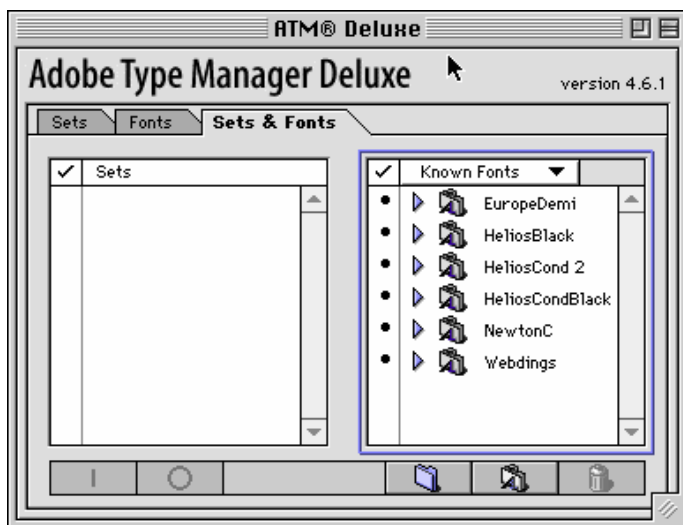 ATM® Deluxe
Adobe Type Manager Deluxe
version 4.6.1
Sets Fonts Sets & Fonts
Sets
Known Fonts
EuropeDemi
HeliosBlack
HeliosCond 2
HeliosCondBlack
NewtonC
Webdings